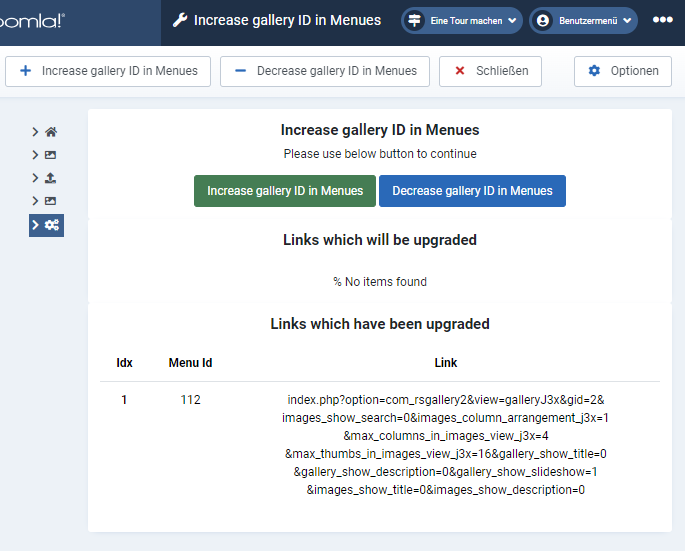 oomla!® Increase gallery ID in Menues Eine Tour machen Benutzermenü
Increase gallery ID in Menues Decrease gallery ID in Menues Schließen Optionen
Increase gallery ID in Menues
Please use below button to continue
Increase gallery ID in Menues Decrease gallery ID in Menues
Links which will be upgraded
% No items found
Links which have been upgraded
Idx Menu Id Link
1 112 index.php?option=com_rsgallery2&view=galleryJ3x&gid=2&
images_show_search=0&images_column_arrangement_j3x=1
&max_columns_in_images_view_j3x=4
&max_thumbs_in_images_view_j3x=16&gallery_show_title=0
&gallery_show_description=0&gallery_show_slideshow=1
&images_show_title=0&images_show_description=0